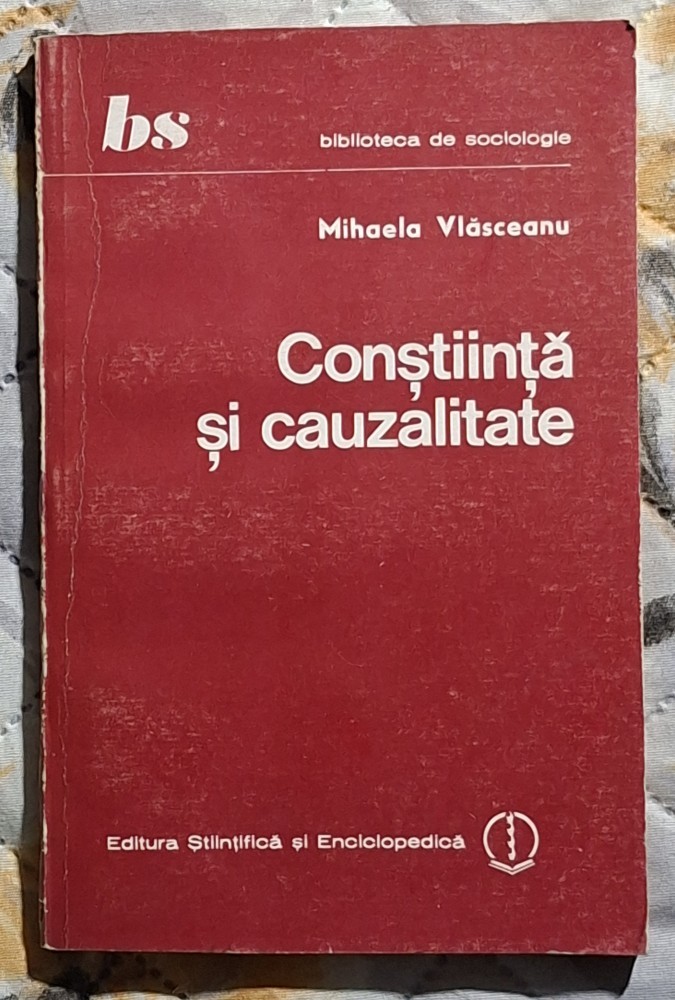 bs
biblioteca de sociologie
Mihaela Vlăsceanu
Conștiință
și cauzalitate
Editura Științifică și Enciclopedică